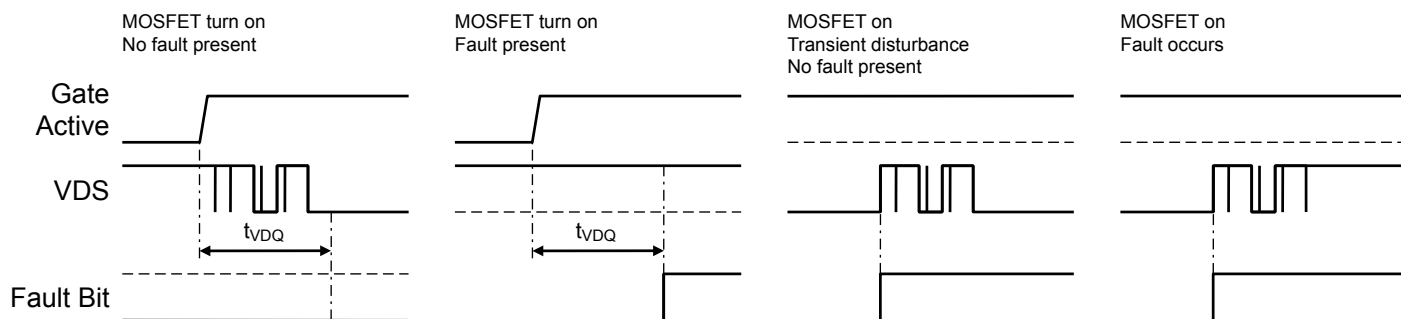 MOSFET turn on
No fault present
MOSFET turn on
Fault present
MOSFET on
Transient disturbance
No fault present
MOSFET on
Fault occurs
Gate
Active
VDS
tVDQ
tVDQ
Fault Bit